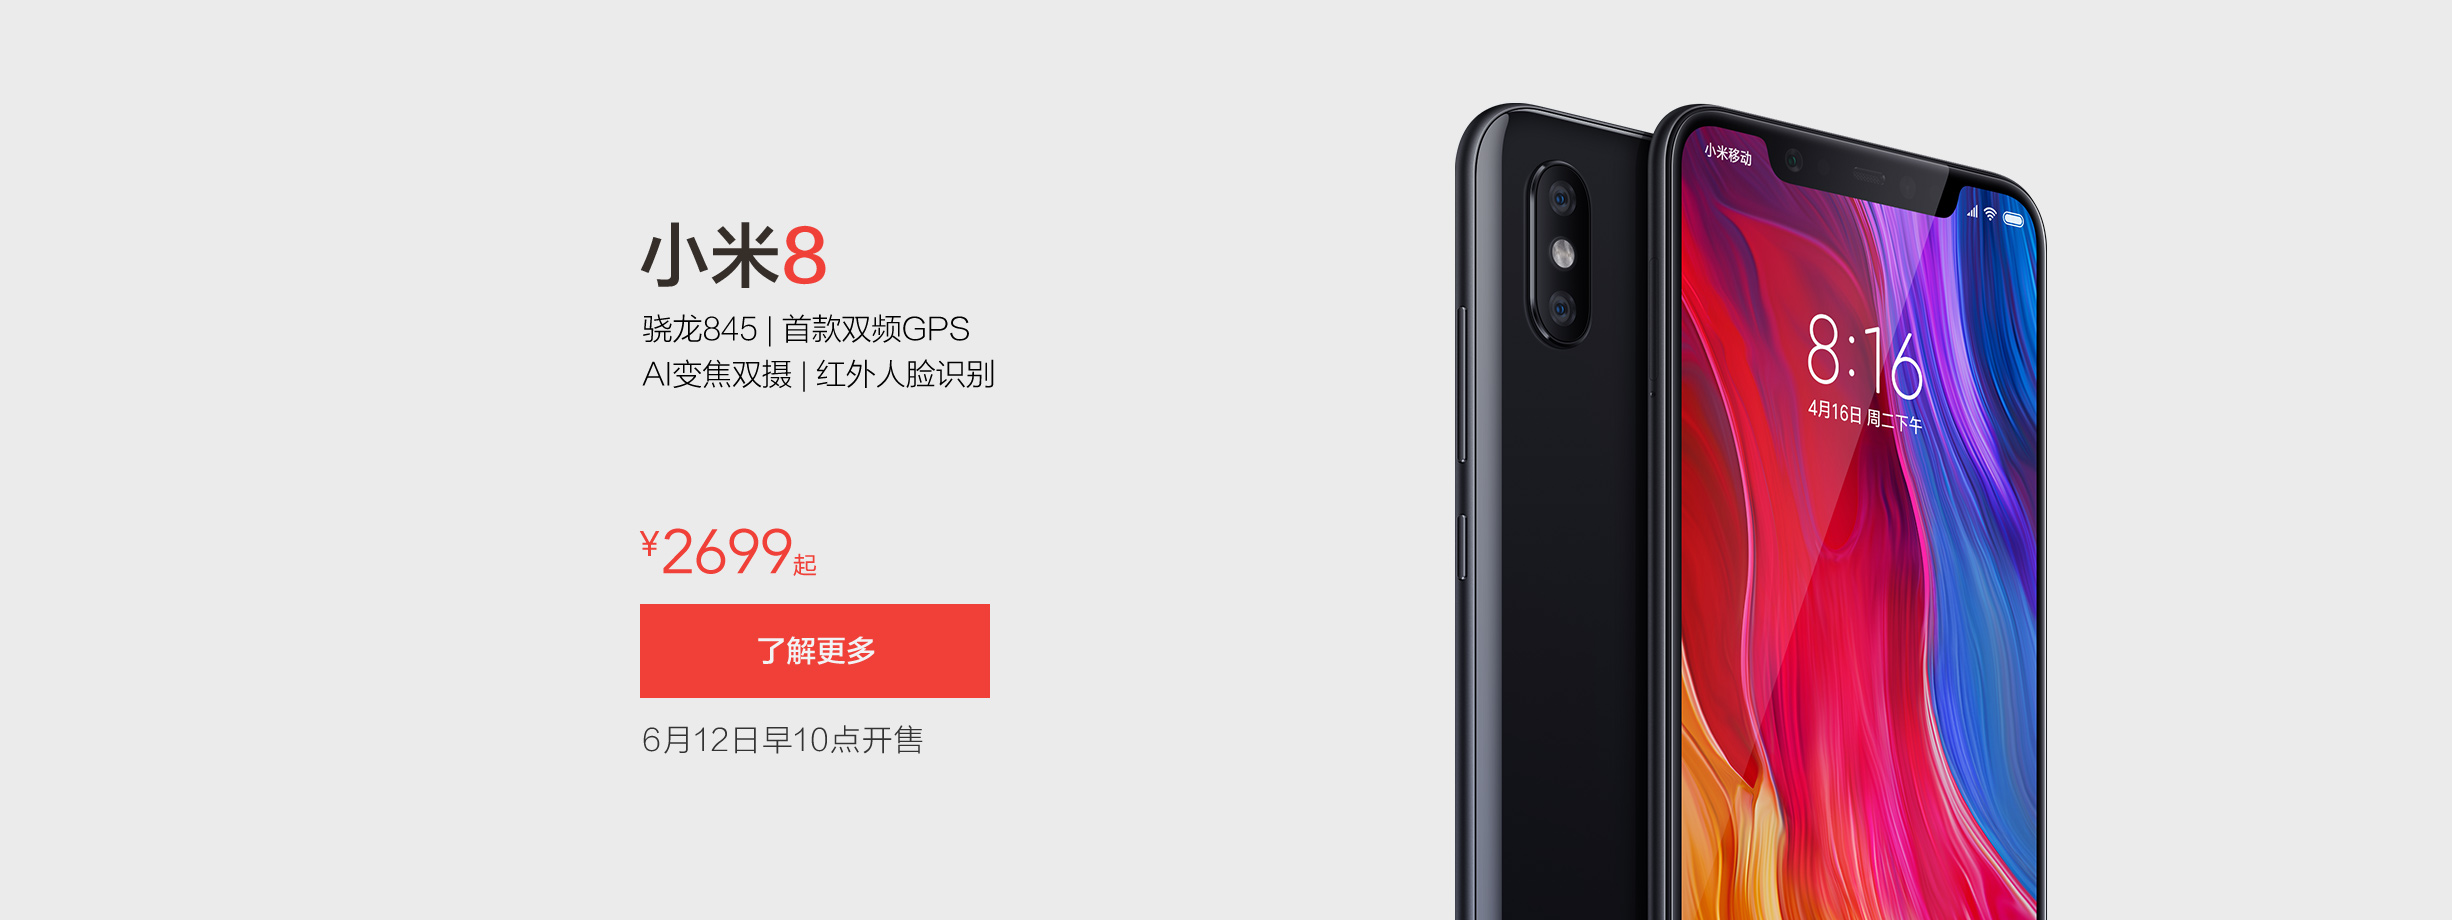 小米8
骁龙845 | 首款双频GPS
AI变焦双摄 | 红外人脸识别
¥2699起
了解更多
6月12日早10点开售
小米移动
8:16
4月16日 周二下午